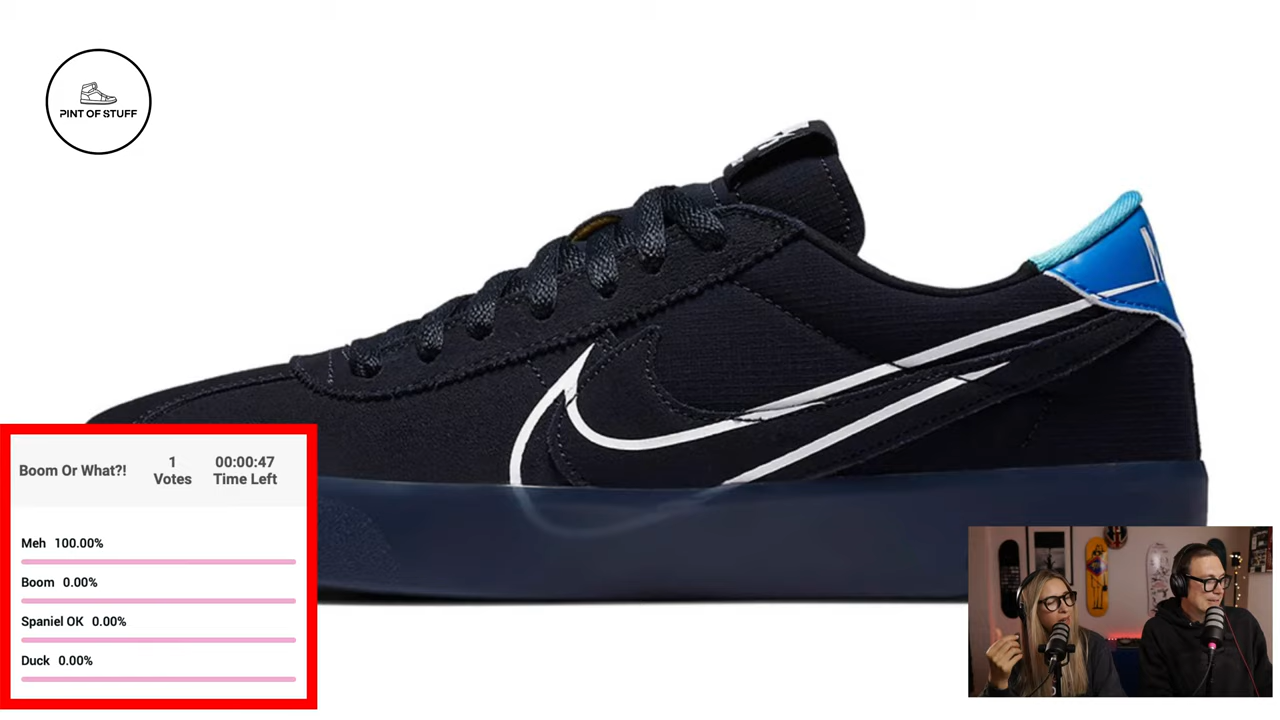 PINT OF STUFF
Boom Or What?!
1
Votes
00:00:47
Time Left
Meh 100.00%
Boom 0.00%
Spaniel OK 0.00%
Duck 0.00%